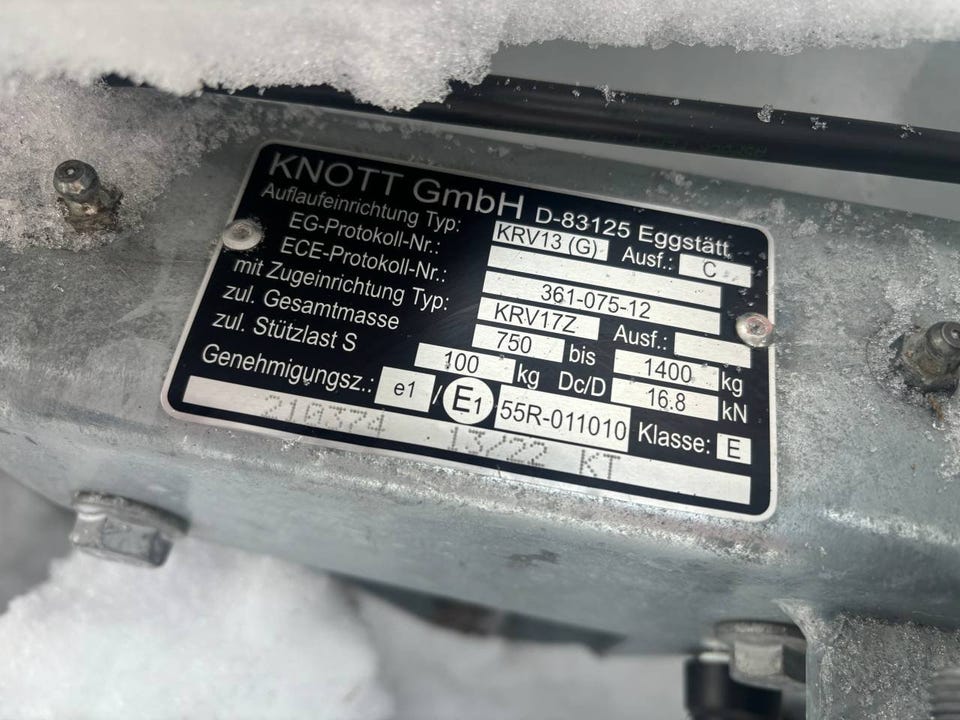 KNOTT GmbH D-83125 Eggstätt
Auflaufeinrichtung Typ: KRV13 (G) Ausf.: C
EG-Protokoll-Nr.:
ECE-Protokoll-Nr.: 361-075-12
mit Zugeinrichtung Typ: KRV17Z Ausf.:
zul. Gesamtmasse 750 bis 1400 kg
zul. Stützlast S 100 kg Dc/D 16.8 kN
Genehmigungsz.: e1 / E1 55R-011010 Klasse: E
210374 13/22 KT